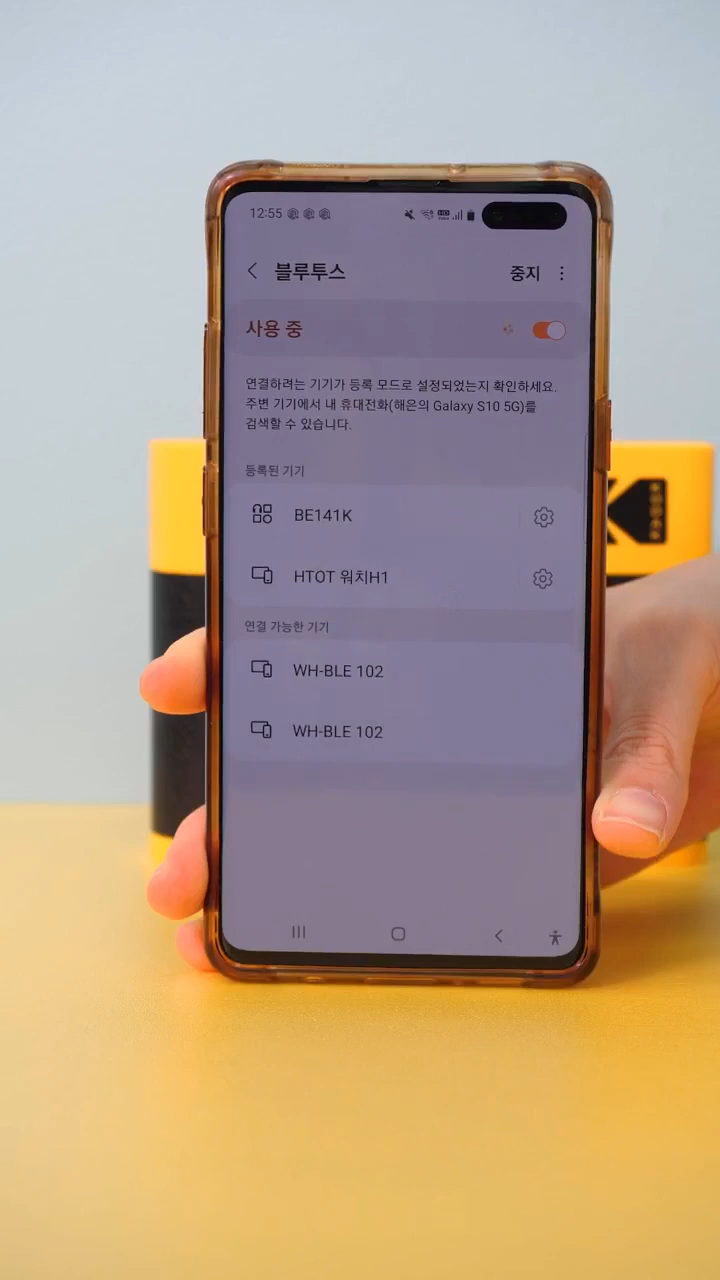 12:55
블루투스 중지
사용 중
연결하려는 기기가 등록 모드로 설정되었는지 확인하세요.
주변 기기에서 내 휴대전화(해은의 Galaxy S10 5G)를
검색할 수 있습니다.
등록된 기기
BE141K
HTOT 워치H1
연결 가능한 기기
WH-BLE 102
WH-BLE 102